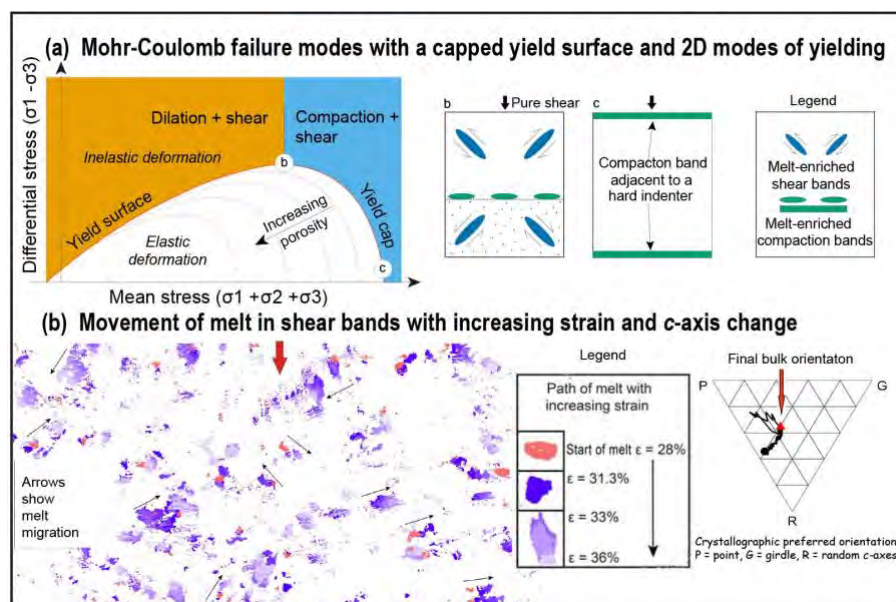 (a) Mohr-Coulomb failure modes with a capped yield surface and 2D modes of yielding
Differential stress (σ1 -σ3)
Dilation + shear
Inelastic deformation
Compaction +
shear
b
Yield surface
Yield cap
Increasing
porosity
Elastic
deformation
c
Mean stress (σ1 +σ2 +σ3)
b
Pure shear
c
Compacton band
adjacent to a
hard indenter
Legend
Melt-enriched
shear bands
Melt-enriched
compaction bands
(b) Movement of melt in shear bands with increasing strain and c-axis change
Arrows
show
melt
migration
Legend
Path of melt with
increasing strain
Start of melt ε = 28%
ε = 31.3%
ε = 33%
ε = 36%
Final bulk orientaton
P
G
R
Crystallographic preferred orientation
P = point, G = girdle, R = random c-axes